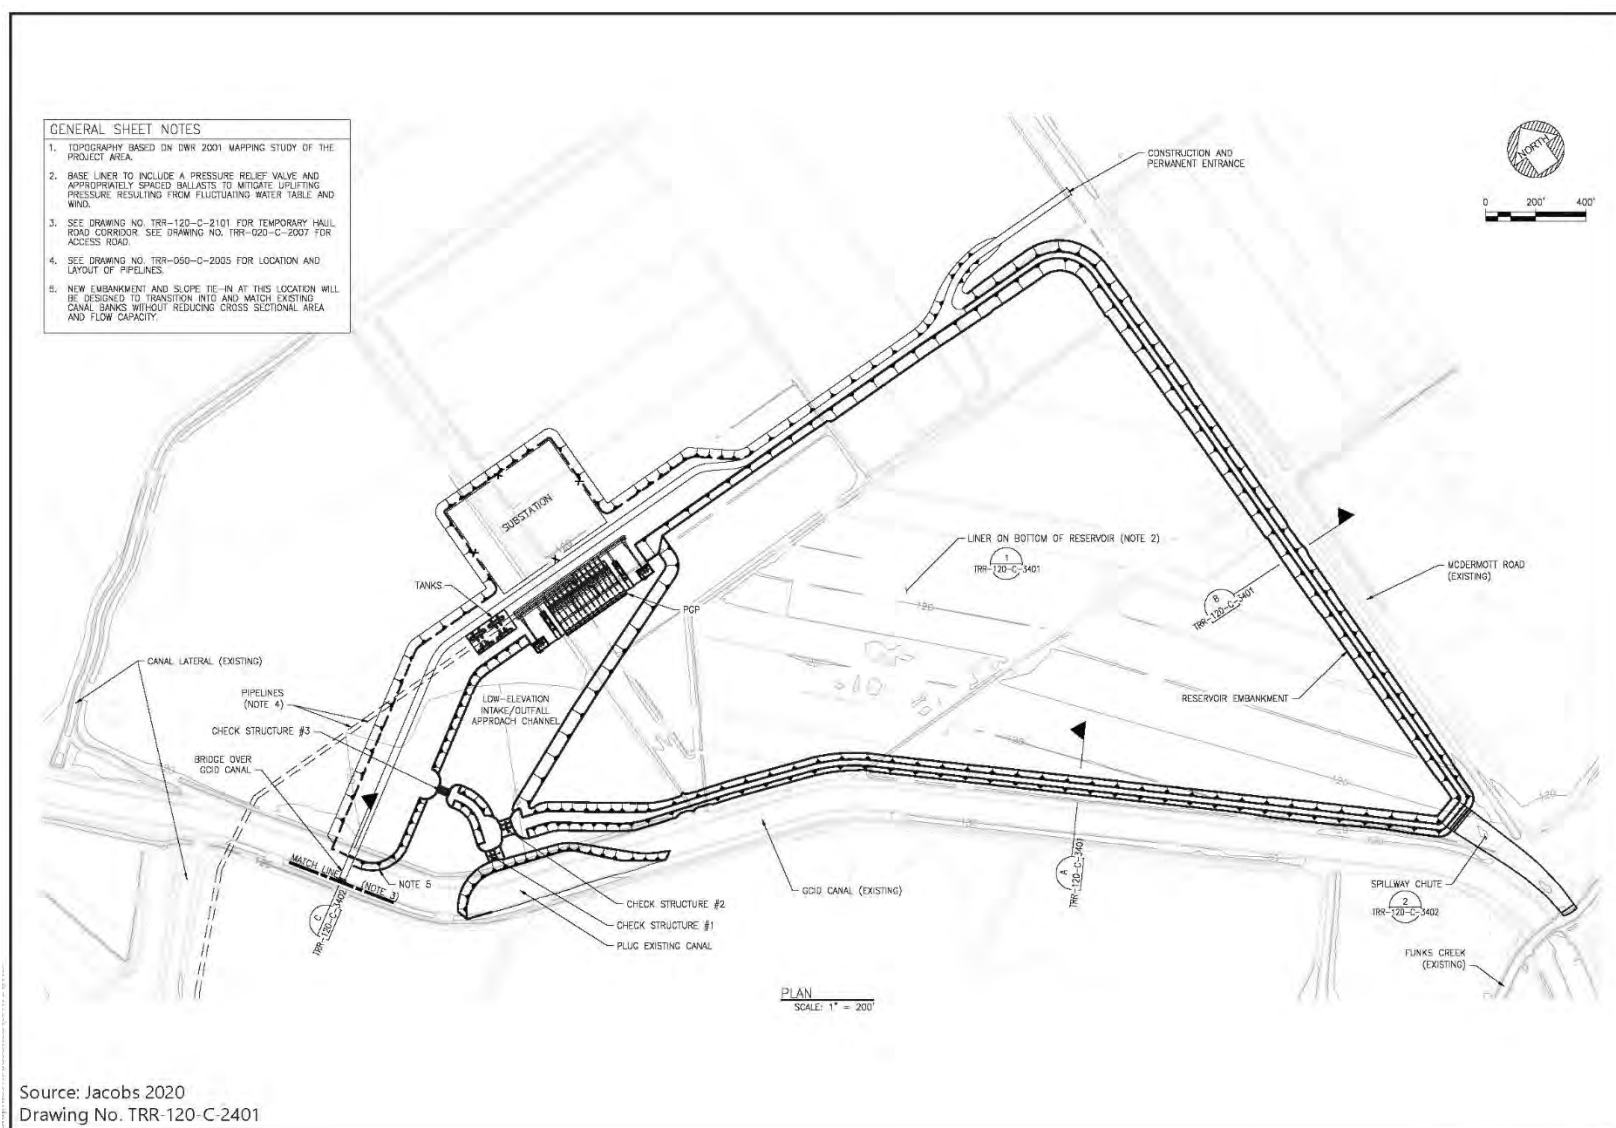 GENERAL SHEET NOTES
1. TOPOGRAPHY BASED ON DWR 2001 MAPPING STUDY OF THE
PROJECT AREA.
2. BASE LINER TO INCLUDE A PRESSURE RELIEF VALVE AND
APPROPRIATELY SPACED BALLASTS TO MITIGATE UPLIFTING
PRESSURE RESULTING FROM FLUCTUATING WATER TABLE AND
WIND.
3. SEE DRAWING NO. TRR-120-C-2101 FOR TEMPORARY HAUL
ROAD CORRIDOR. SEE DRAWING NO. TRR-020-C-2007 FOR
ACCESS ROAD.
4. SEE DRAWING NO. TRR-050-C-2005 FOR LOCATION AND
LAYOUT OF PIPELINES.
5. NEW EMBANKMENT AND SLOPE TIE-IN AT THIS LOCATION WILL
BE DESIGNED TO TRANSITION INTO AND MATCH EXISTING
CANAL BANKS WITHOUT REDUCING CROSS SECTIONAL AREA
AND FLOW CAPACITY.
NORTH
0 200' 400'
CONSTRUCTION AND
PERMANENT ENTRANCE
SUBSTATION
120
LINER ON BOTTOM OF RESERVOIR (NOTE 2)
1
TRR-120-C-3401
MCDERMOTT ROAD
(EXISTING)
TANKS
PGP
120
B
TRR-120-C-3401
CANAL LATERAL (EXISTING)
PIPELINES
(NOTE 4)
LOW-ELEVATION
INTAKE/OUTFALL
APPROACH CHANNEL
RESERVOIR EMBANKMENT
CHECK STRUCTURE #3
BRIDGE OVER
GCID CANAL
120
120
120
120
120
120
120
MATCH LINE
(NOTE 3)
NOTE 5
A
TRR-120-C-3401
GCID CANAL (EXISTING)
SPILLWAY CHUTE
2
TRR-120-C-3402
C
TRR-120-C-3402
CHECK STRUCTURE #2
CHECK STRUCTURE #1
PLUG EXISTING CANAL
FUNKS CREEK
(EXISTING)
PLAN
SCALE: 1" = 200'
Source: Jacobs 2020
Drawing No. TRR-120-C-2401